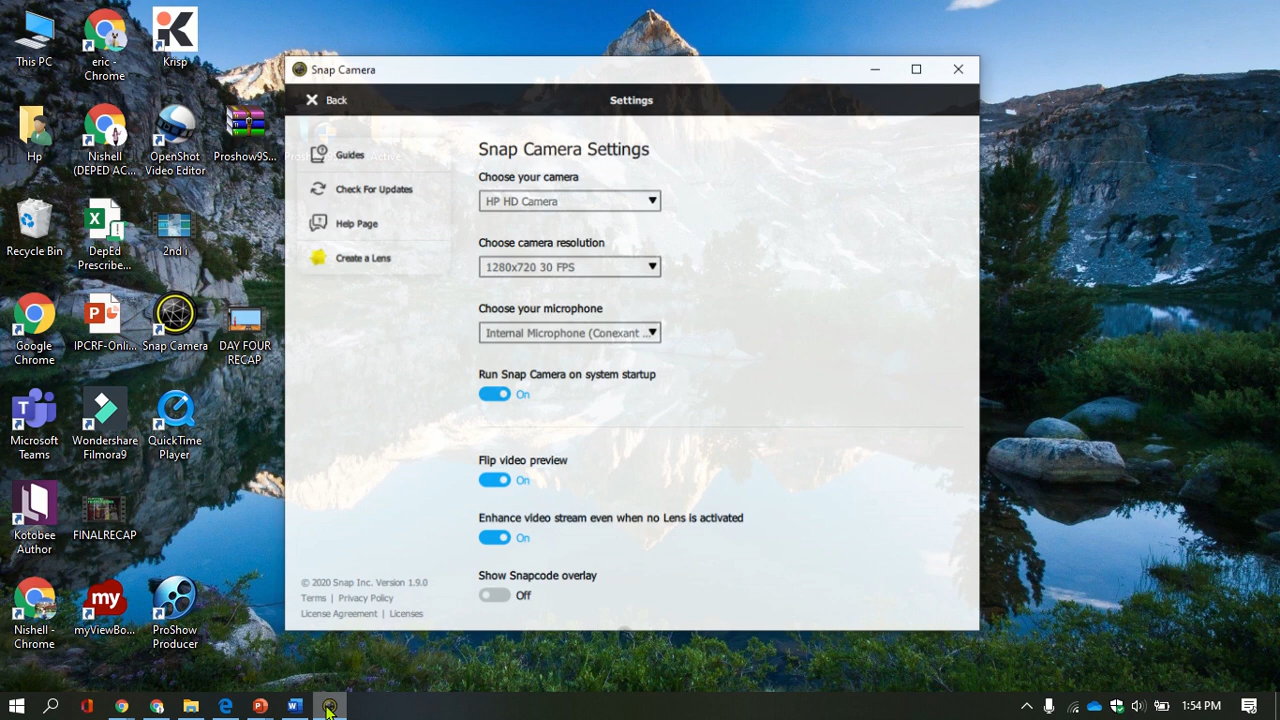 This PC
eric -
Chrome
Krisp
Hp
Nishell
(DEPED AC...
OpenShot
Video Editor
Proshow9S...
Recycle Bin
DepEd
Prescribe...
2nd i
Google
Chrome
IPCRF-Onli...
Snap Camera
DAY FOUR
RECAP
Microsoft
Teams
Wondershare
Filmora9
QuickTime
Player
Kotobee
Author
FINALRECAP
Nishell -
Chrome
my
myViewBo...
ProShow
Producer
Snap Camera
Back
Settings
Guides
Check For Updates
Help Page
Create a Lens
Snap Camera Settings
Choose your camera
HP HD Camera
Choose camera resolution
1280x720 30 FPS
Choose your microphone
Internal Microphone (Conexant ...
Run Snap Camera on system startup
On
Flip video preview
On
Enhance video stream even when no Lens is activated
On
Show Snapcode overlay
Off
© 2020 Snap Inc. Version 1.9.0
Terms | Privacy Policy
License Agreement | Licenses
1:54 PM